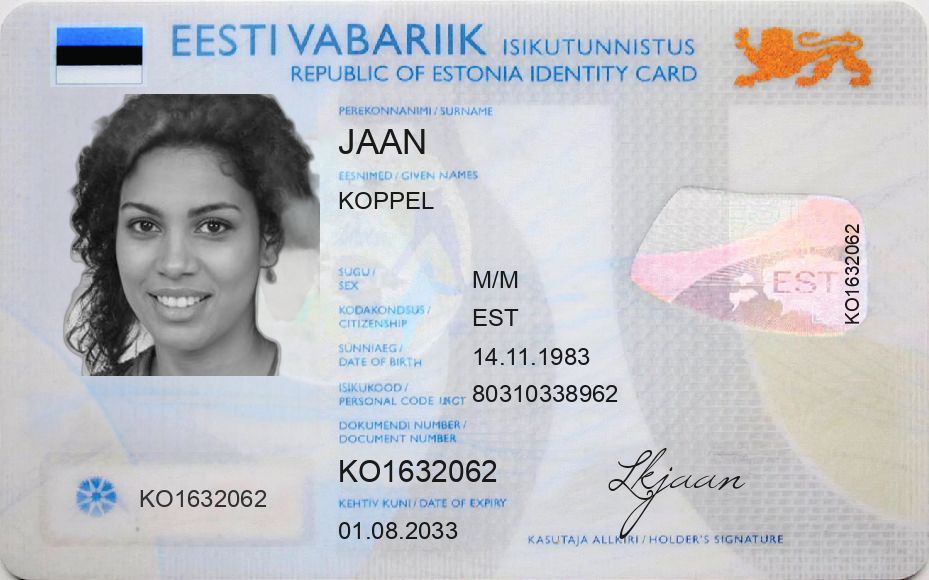 EESTI VABARIIK ISIKUTUNNISTUS
REPUBLIC OF ESTONIA IDENTITY CARD
PEREKONNANIMI / SURNAME
JAAN
EESNIMED / GIVEN NAMES
KOPPEL
SUGU /
SEX
M/M
KODAKONDSUS /
CITIZENSHIP
EST
SÜNNIAEG /
DATE OF BIRTH
14.11.1983
ISIKUKOOD /
PERSONAL CODE
80310338962
DOKUMENDI NUMBER /
DOCUMENT NUMBER
KO1632062
KEHTIV KUNI / DATE OF EXPIRY
01.08.2033
KO1632062
EST
KO1632062
Lkjaan
KASUTAJA ALLKIRI / HOLDER'S SIGNATURE